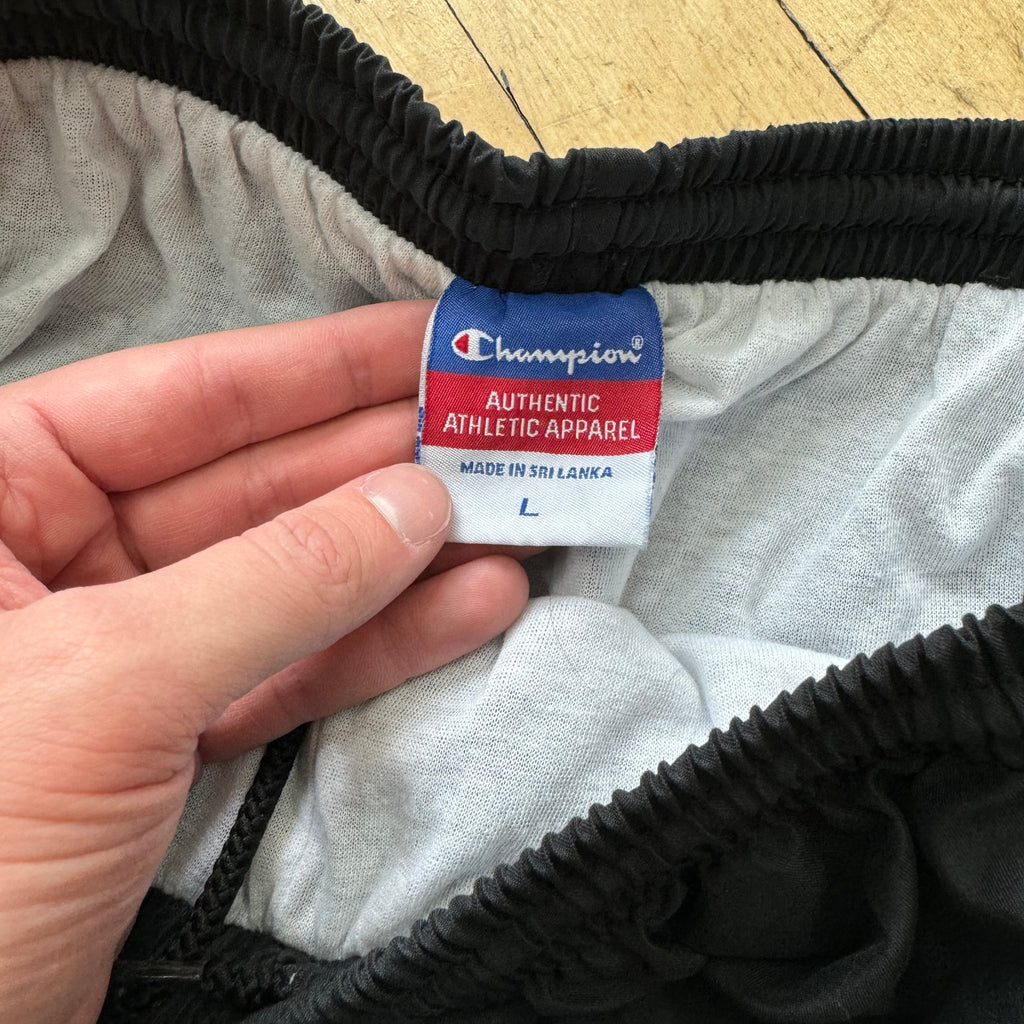 Champion®
AUTHENTIC
ATHLETIC APPAREL
MADE IN SRI LANKA
L